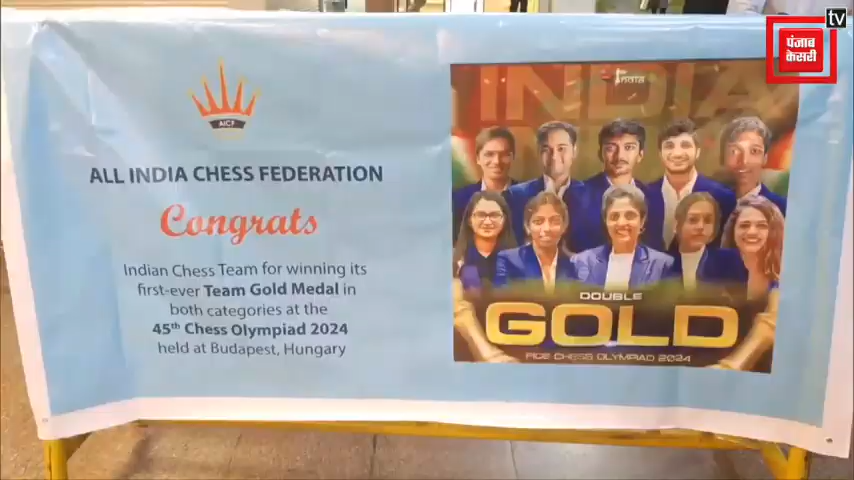 पंजाब
केसरी
tv
AICF
ALL INDIA CHESS FEDERATION
Congrats
Indian Chess Team for winning its
first-ever Team Gold Medal in
both categories at the
45th Chess Olympiad 2024
held at Budapest, Hungary
INDIA
DOUBLE
GOLD
FIDE CHESS OLYMPIAD 2024